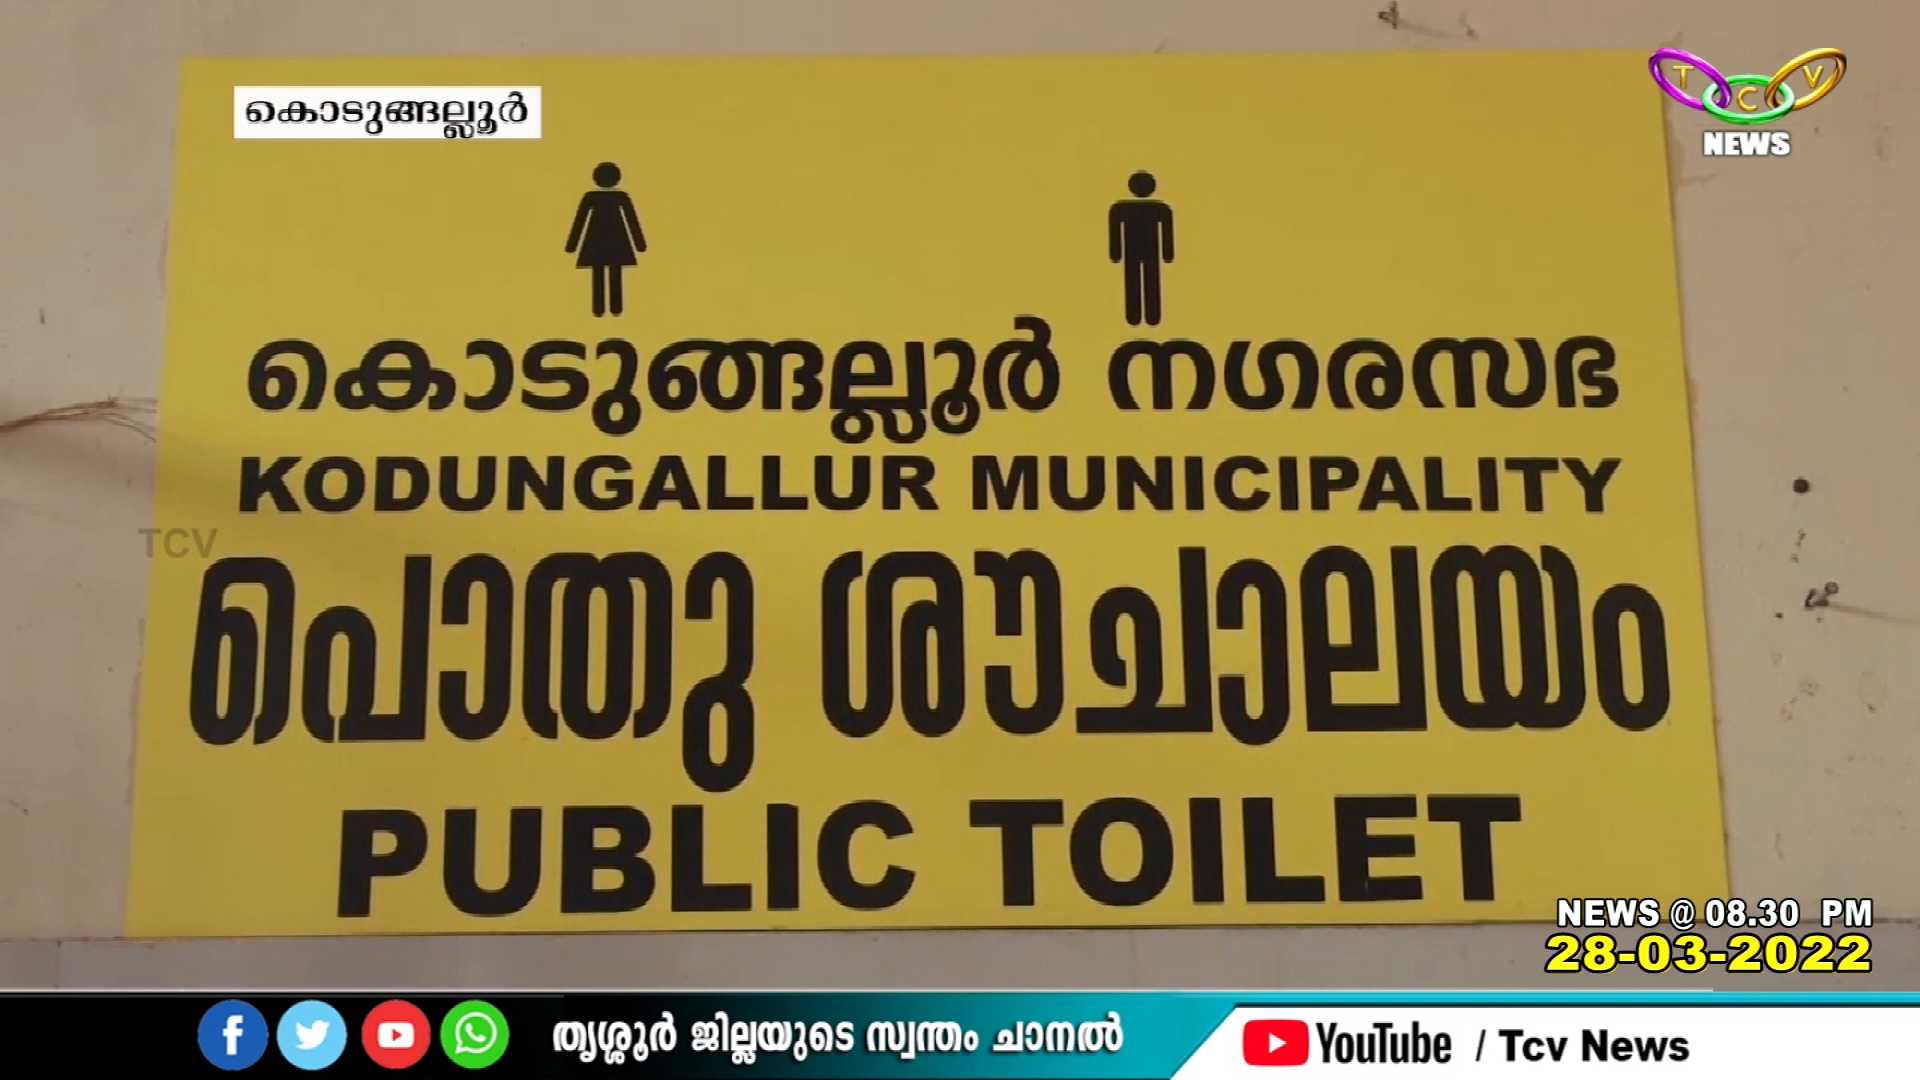 കൊടുങ്ങല്ലൂർ
T C V
NEWS
കൊടുങ്ങല്ലൂർ നഗരസഭ
KODUNGALLUR MUNICIPALITY
TCV
പൊതു ശൗചാലയം
PUBLIC TOILET
NEWS @ 08.30 PM
28-03-2022
തൃശ്ശൂർ ജില്ലയുടെ സ്വന്തം ചാനൽ
YouTube / Tcv News